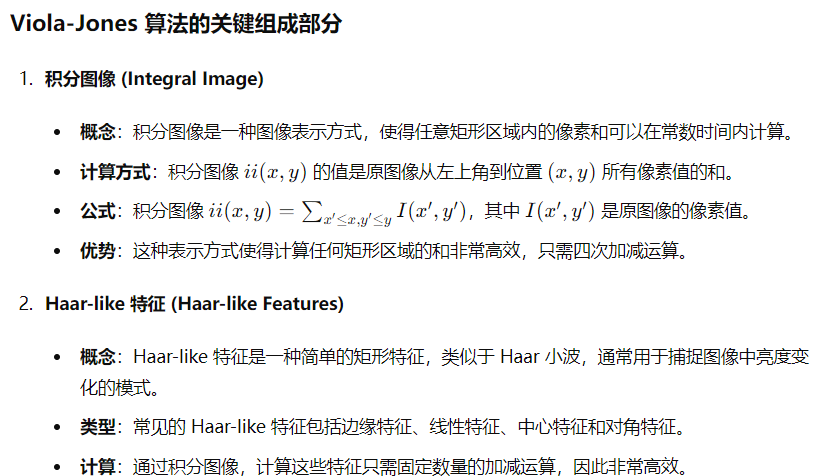 Viola-Jones 算法的关键组成部分
1. 积分图像 (Integral Image)
• 概念：积分图像是一种图像表示方式，使得任意矩形区域内的像素和可以在常数时间内计算。
• 计算方式：积分图像 ii(x, y) 的值是原图像从左上角到位置 (x, y) 所有像素值的和。
• 公式：积分图像 ii(x, y) = ∑_{x′≤x,y′≤y} I(x′, y′)，其中 I(x′, y′) 是原图像的像素值。
• 优势：这种表示方式使得计算任何矩形区域的和非常高效，只需四次加减运算。
2. Haar-like 特征 (Haar-like Features)
• 概念：Haar-like 特征是一种简单的矩形特征，类似于 Haar 小波，通常用于捕捉图像中亮度变
化的模式。
• 类型：常见的 Haar-like 特征包括边缘特征、线性特征、中心特征和对角特征。
• 计算：通过积分图像，计算这些特征只需固定数量的加减运算，因此非常高效。